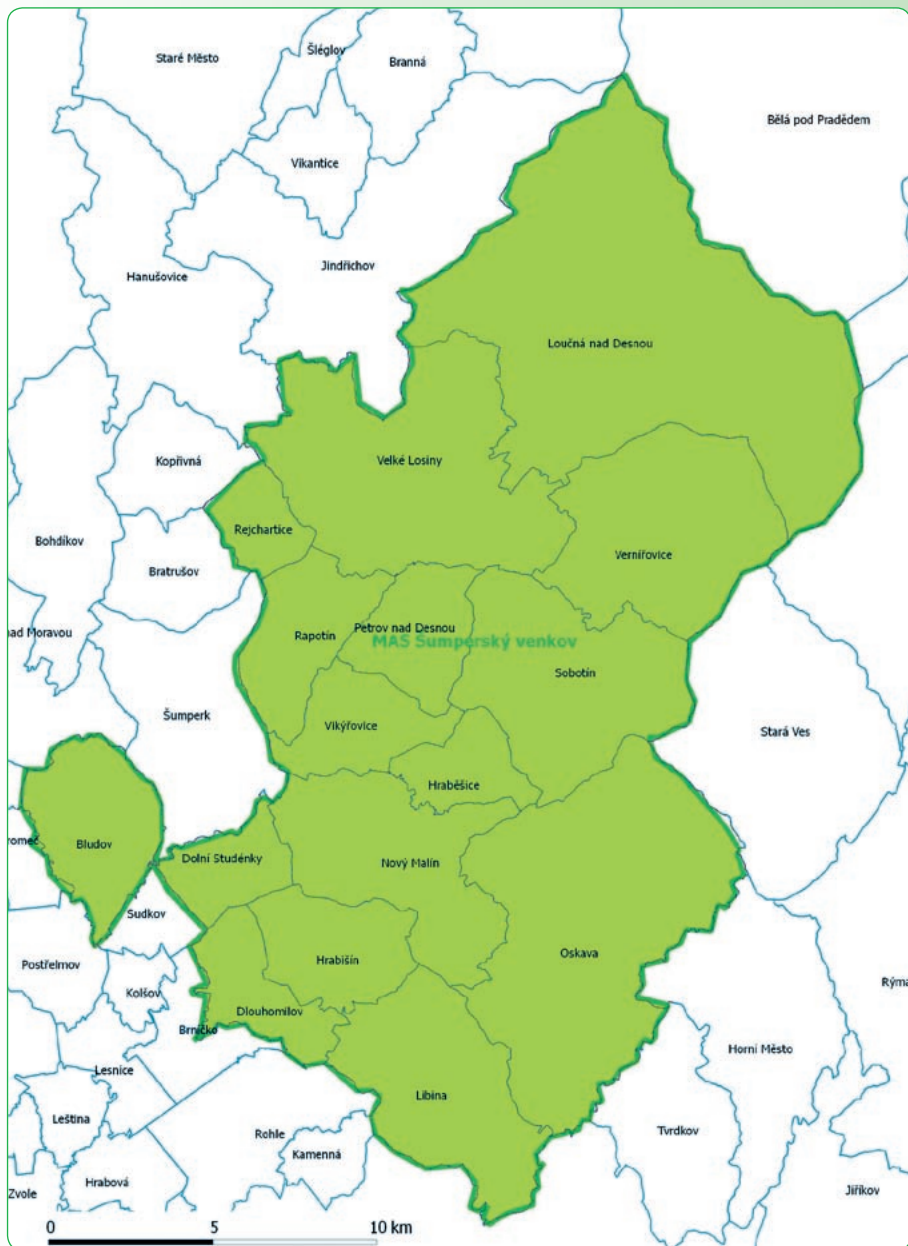 Staré Město
Šléglov
Branná
Bělá pod Pradědem
Vikantice
Jindřichov
Hanušovice
Loučná nad Desnou
Kopřivná
Velké Losiny
Rejchartice
Bohdíkov
Vernířovice
Bratrušov
nad Moravou
Rapotín
Petrov nad Desnou
MAS Šumperský venkov
Sobotín
Šumperk
Vikýřovice
Stará Ves
Hraběšice
Bludov
Dolní Studénky
Nový Malín
Sudkov
Oskava
Hrabišín
Postřelmov
Kolšov
Dlouhomilov
Brníčko
Horní Město
Lesnice
Libina
Leština
Rohle
Tvrdkov
Kamenná
Hrabová
Zvole
Jiříkov
0 5 10 km